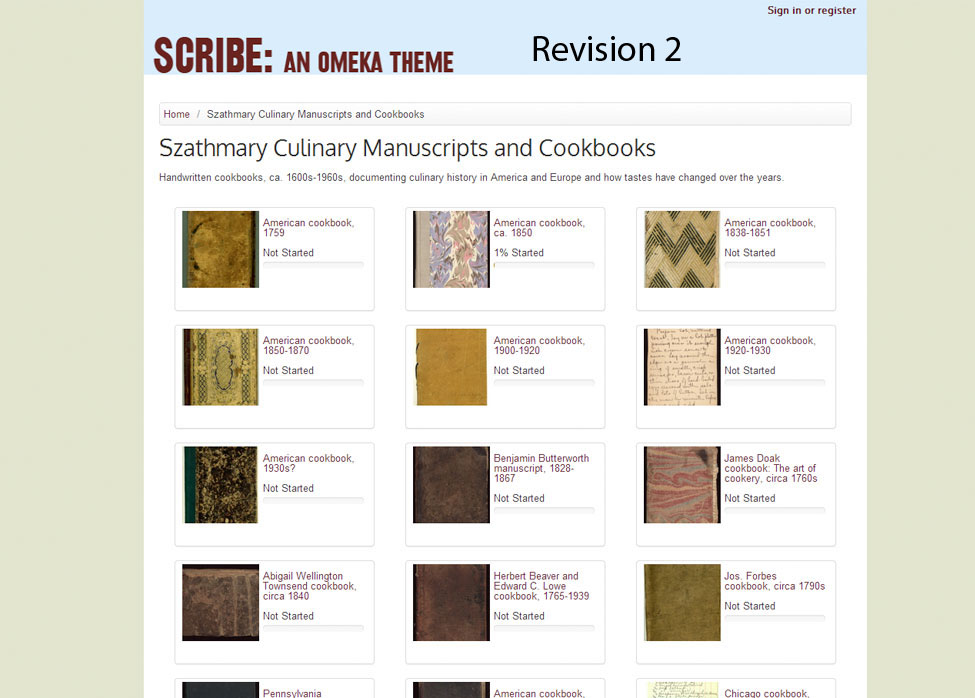 Sign in or register
SCRIBE: AN OMEKA THEME
Revision 2
Home / Szathmary Culinary Manuscripts and Cookbooks
Szathmary Culinary Manuscripts and Cookbooks
Handwritten cookbooks, ca. 1600s-1960s, documenting culinary history in America and Europe and how tastes have changed over the years.
American cookbook,
1759
Not Started
American cookbook,
ca. 1850
1% Started
American cookbook,
1838-1851
Not Started
American cookbook,
1850-1870
Not Started
American cookbook,
1900-1920
Not Started
American cookbook,
1920-1930
Not Started
American cookbook,
1930s?
Not Started
Benjamin Butterworth
manuscript, 1828-
1867
Not Started
James Doak
cookbook: The art of
cookery, circa 1760s
Not Started
Abigail Wellington
Townsend cookbook,
circa 1840
Not Started
Herbert Beaver and
Edward C. Lowe
cookbook, 1765-1939
Not Started
Jos. Forbes
cookbook, circa 1790s
Not Started
Pennsylvania
American cookbook,
Chicago cookbook,